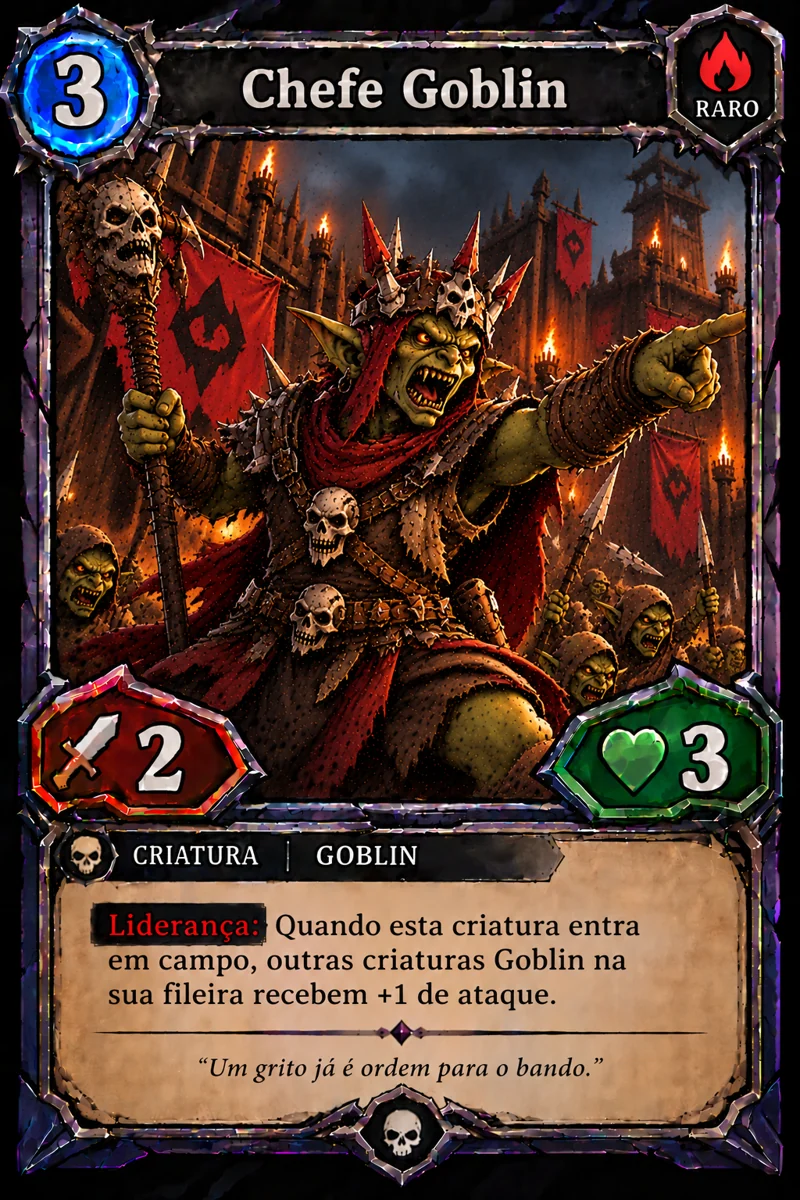 3
Chefe Goblin
RARO
2
3
CRIATURA | GOBLIN
Liderança: Quando esta criatura entra
em campo, outras criaturas Goblin na
sua fileira recebem +1 de ataque.
“Um grito já é ordem para o bando.”